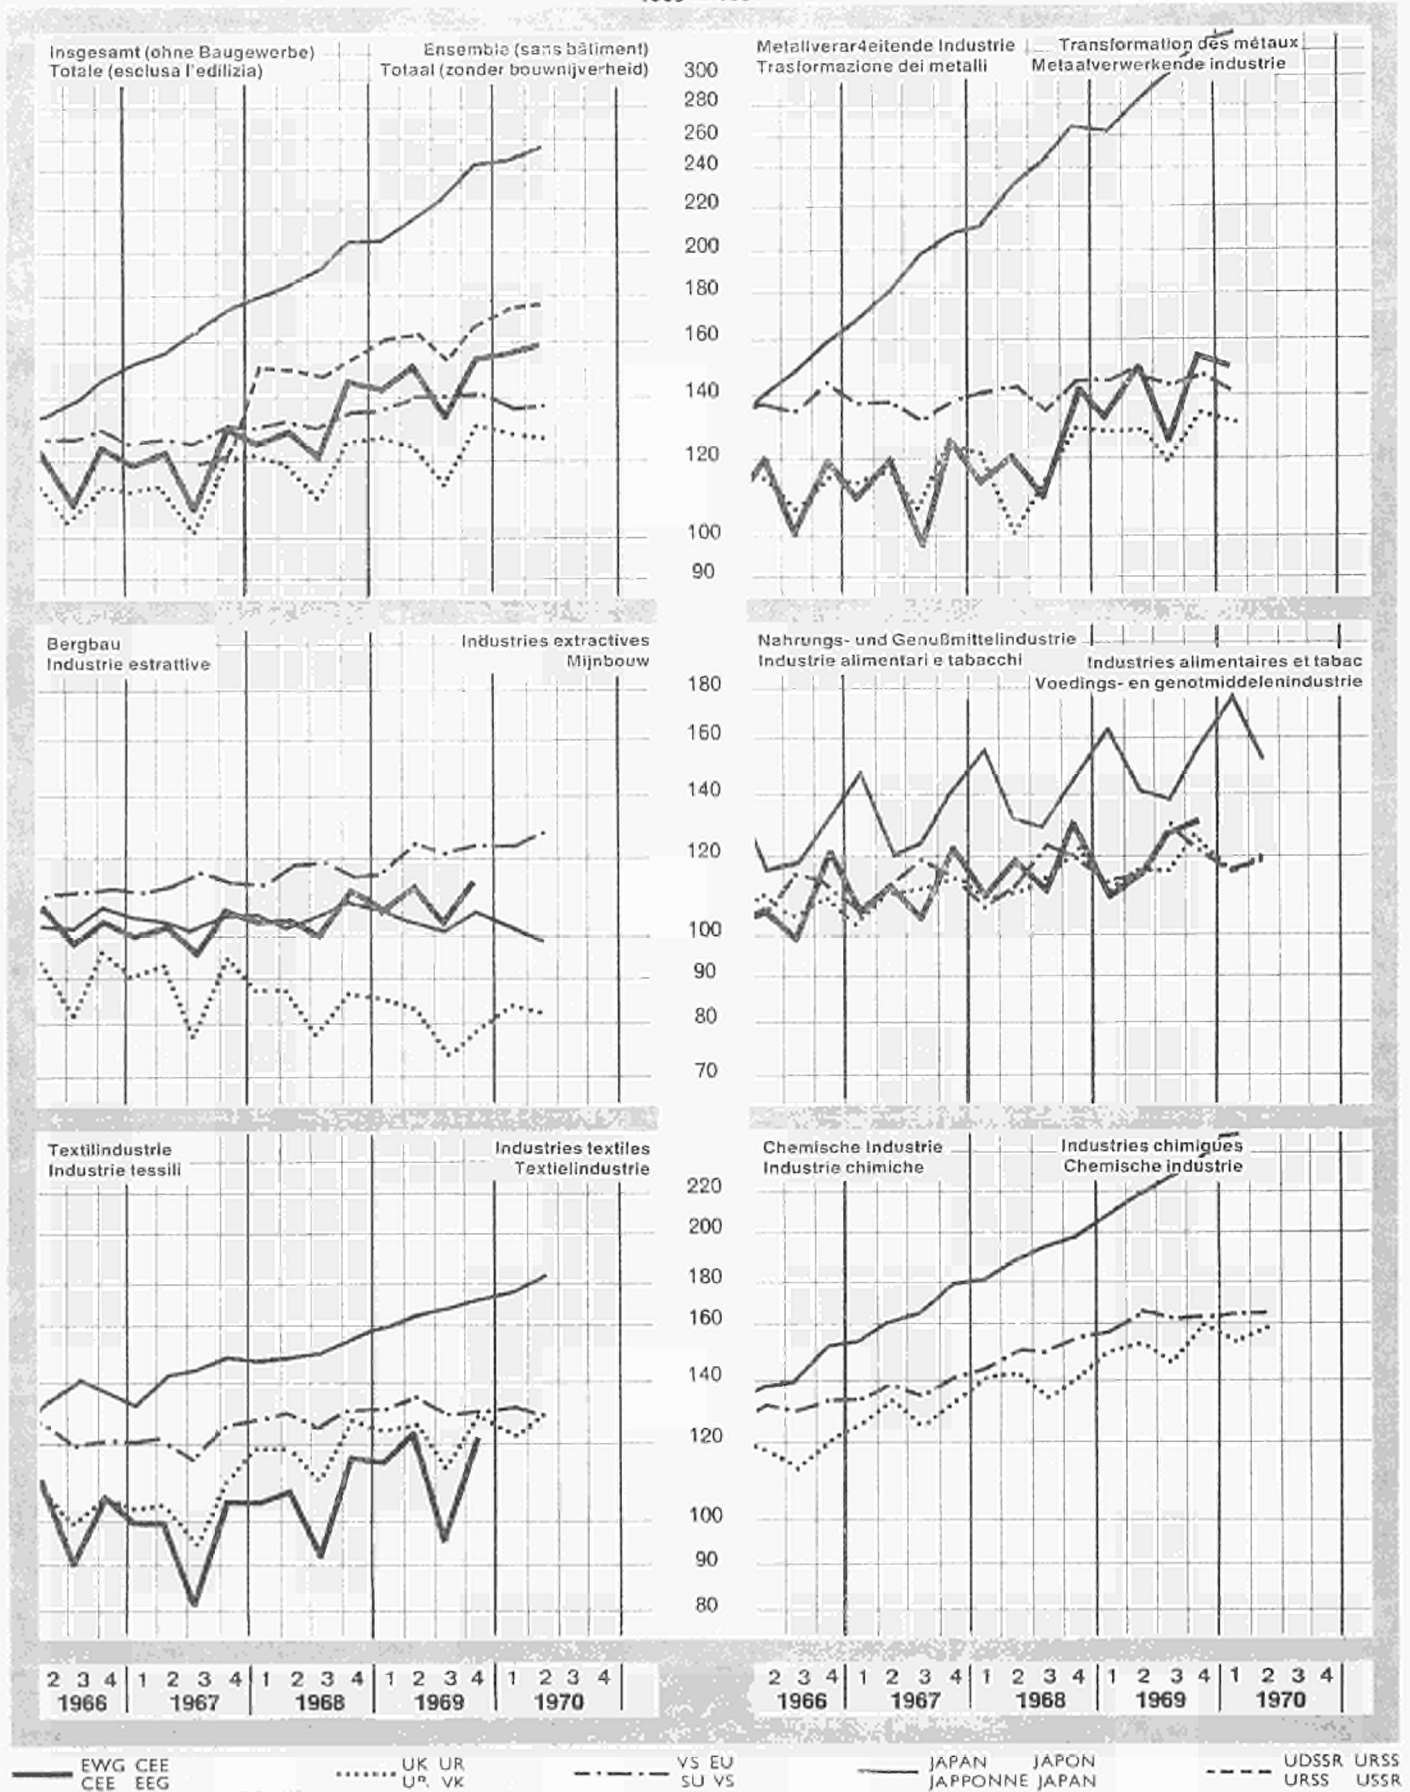 Insgesamt (ohne Baugewerbe)
Totale (esclusa l'edilizia)
Ensemble (sans bâtiment)
Totaal (zonder bouwnijverheid)
Metallverar4eitende Industrie
Trasformazione dei metalli
Transformation des métaux
Metaalverwerkende industrie
300
280
260
240
220
200
180
160
140
120
100
90
Bergbau
Industrie estrattive
Industries extractives
Mijnbouw
Nahrungs- und Genußmittelindustrie
Industrie alimentari e tabacchi
Industries alimentaires et tabac
Voedings- en genotmiddelenindustrie
180
160
140
120
100
90
80
70
Textilindustrie
Industrie tessili
Industries textiles
Textielindustrie
Chemische Industrie
Industrie chimiche
Industries chimiques
Chemische industrie
220
200
180
160
140
120
100
90
80
2 3 4 1 2 3 4 1 2 3 4 1 2 3 4 1 2 3 4
1966 1967 1968 1969 1970
2 3 4 1 2 3 4 1 2 3 4 1 2 3 4 1 2 3 4
1966 1967 1968 1969 1970
EWG CEE
CEE EEG
UK UR
VK
VS EU
SU VS
JAPAN JAPON
JAPPONNE JAPAN
UDSSR URSS
URSS USSR